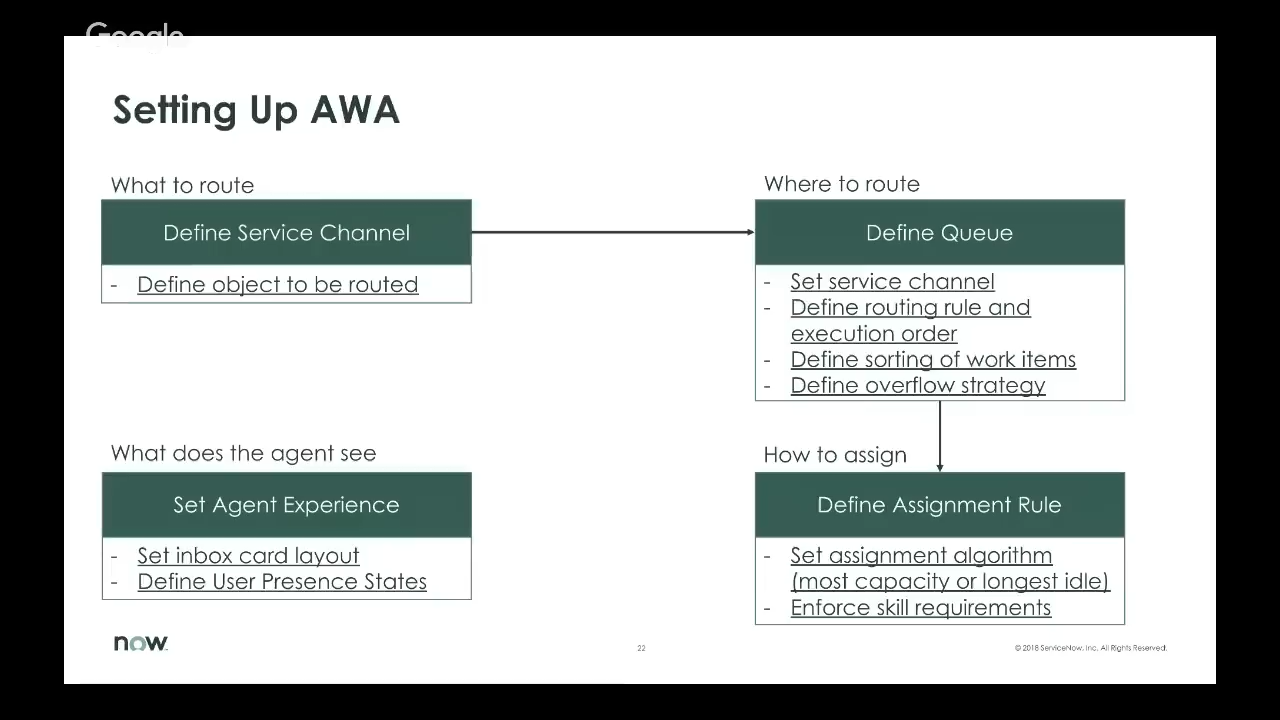 Google
Setting Up AWA
What to route
Define Service Channel
- Define object to be routed
Where to route
Define Queue
- Set service channel
- Define routing rule and
execution order
- Define sorting of work items
- Define overflow strategy
What does the agent see
Set Agent Experience
- Set inbox card layout
- Define User Presence States
How to assign
Define Assignment Rule
- Set assignment algorithm
(most capacity or longest idle)
- Enforce skill requirements
now
22
© 2018 ServiceNow, Inc. All Rights Reserved.